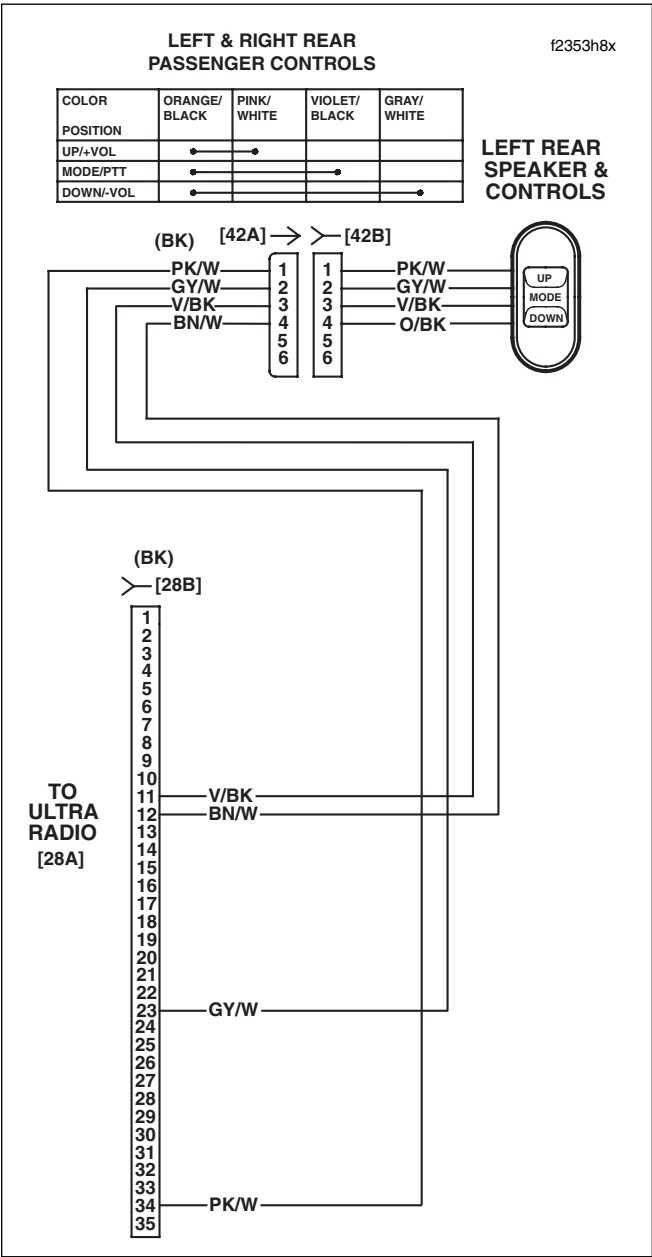 LEFT & RIGHT REAR
PASSENGER CONTROLS
f2353h8x
COLOR
POSITION
ORANGE/
BLACK
PINK/
WHITE
VIOLET/
BLACK
GRAY/
WHITE
UP/+VOL
MODE/PTT
DOWN/-VOL
LEFT REAR
SPEAKER &
CONTROLS
(BK) [42A] [42B]
PK/W 1 1 PK/W
GY/W 2 2 GY/W
V/BK 3 3 V/BK
BN/W 4 4 O/BK
5 5
6 6
UP
MODE
DOWN
(BK)
[28B]
1
2
3
4
5
6
7
8
9
10
11 V/BK
12 BN/W
13
14
15
16
17
18
19
20
21
22
23 GY/W
24
25
26
27
28
29
30
31
32
33
34 PK/W
35
TO
ULTRA
RADIO
[28A]